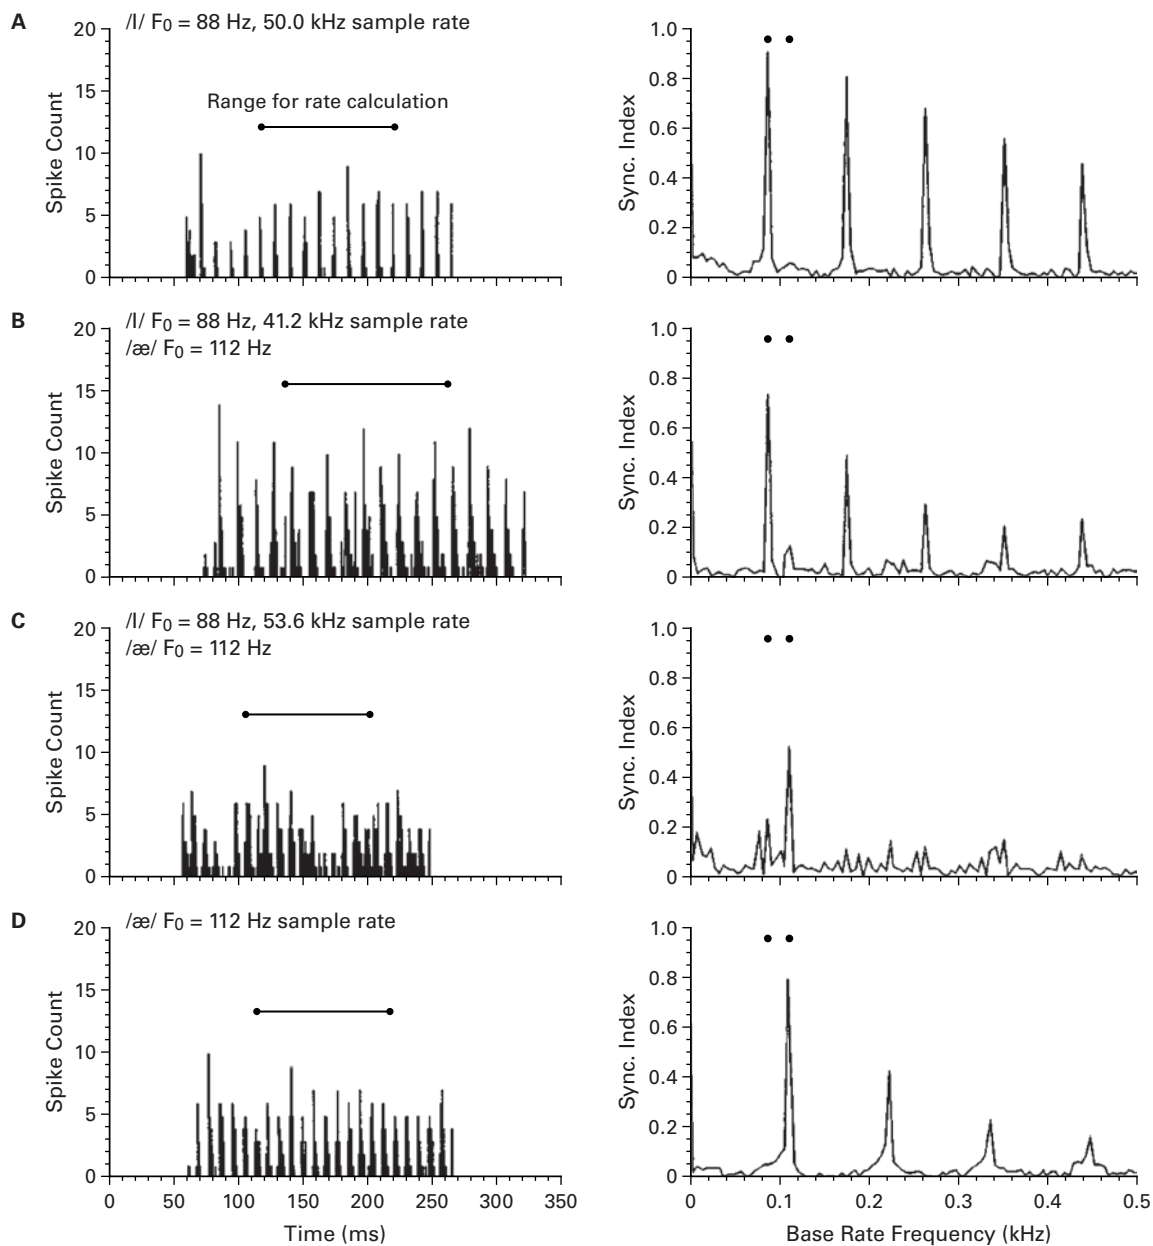 A
/I/ F0 = 88 Hz, 50.0 kHz sample rate
20
15
10
5
0
Spike Count
Range for rate calculation
1.0
0.8
0.6
0.4
0.2
0
Sync. Index
B
/I/ F0 = 88 Hz, 41.2 kHz sample rate
/æ/ F0 = 112 Hz
20
15
10
5
0
Spike Count
1.0
0.8
0.6
0.4
0.2
0
Sync. Index
C
/I/ F0 = 88 Hz, 53.6 kHz sample rate
/æ/ F0 = 112 Hz
20
15
10
5
0
Spike Count
1.0
0.8
0.6
0.4
0.2
0
Sync. Index
D
/æ/ F0 = 112 Hz sample rate
20
15
10
5
0
Spike Count
0 50 100 150 200 250 300 350
Time (ms)
1.0
0.8
0.6
0.4
0.2
0
Sync. Index
0 0.1 0.2 0.3 0.4 0.5
Base Rate Frequency (kHz)